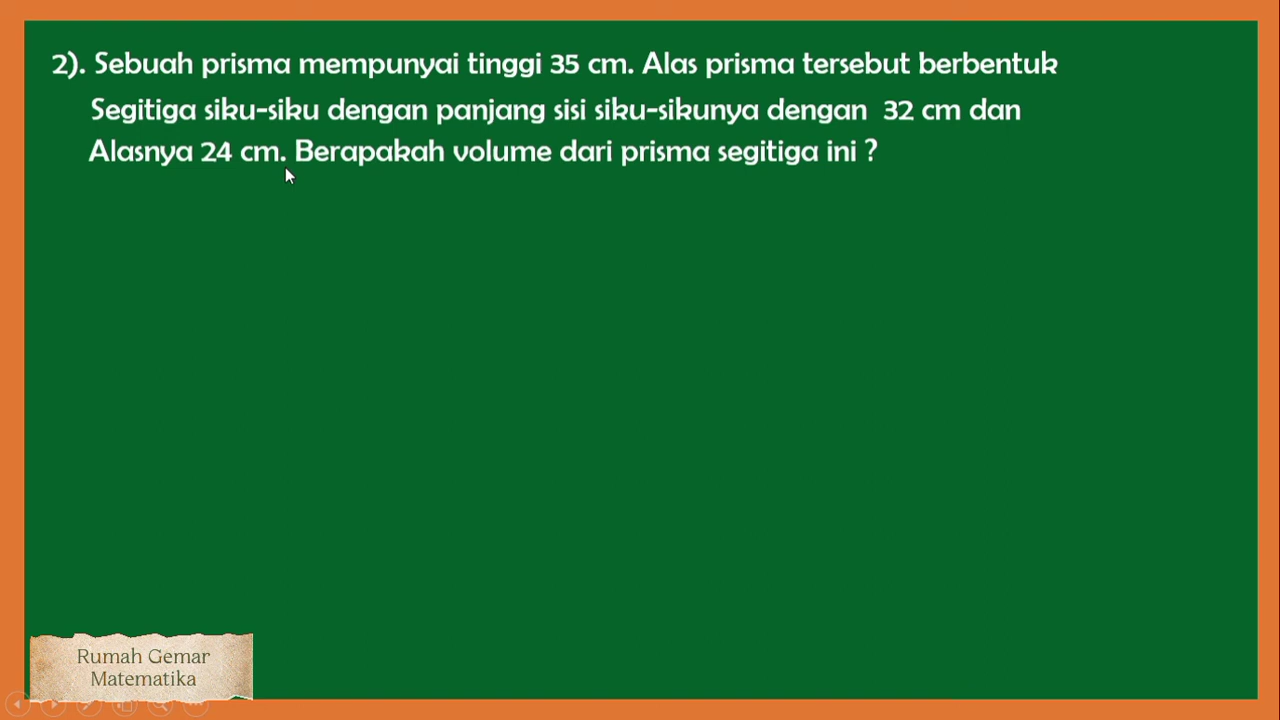 2). Sebuah prisma mempunyai tinggi 35 cm. Alas prisma tersebut berbentuk
Segitiga siku-siku dengan panjang sisi siku-sikunya dengan 32 cm dan
Alasnya 24 cm. Berapakah volume dari prisma segitiga ini ?
Rumah Gemar
Matematika